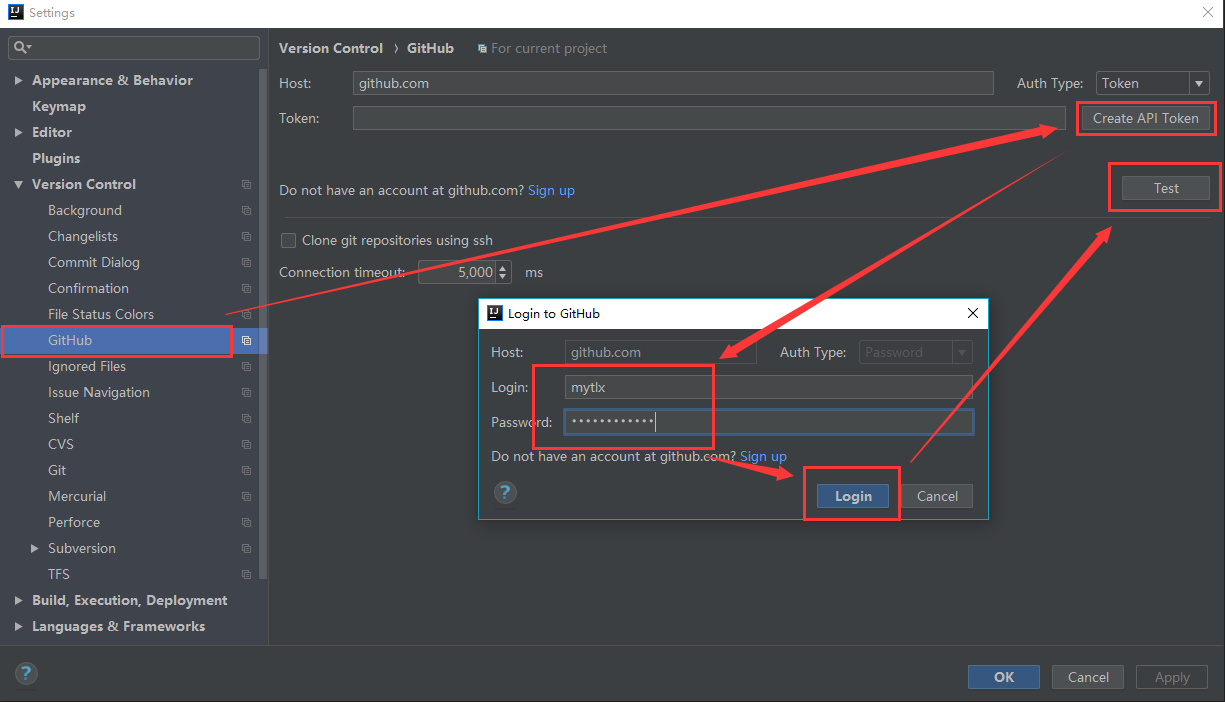 Settings
Version Control › GitHub For current project
Appearance & Behavior
Keymap
Editor
Plugins
Version Control
Background
Changelists
Commit Dialog
Confirmation
File Status Colors
GitHub
Ignored Files
Issue Navigation
Shelf
CVS
Git
Mercurial
Perforce
Subversion
TFS
Build, Execution, Deployment
Languages & Frameworks
Host: github.com Auth Type: Token
Token: Create API Token
Do not have an account at github.com? Sign up Test
Clone git repositories using ssh
Connection timeout: 5,000 ms
Login to GitHub
Host: github.com Auth Type: Password
Login: mytlx
Password: ••••••••••••
Do not have an account at github.com? Sign up
? Login Cancel
? OK Cancel Apply